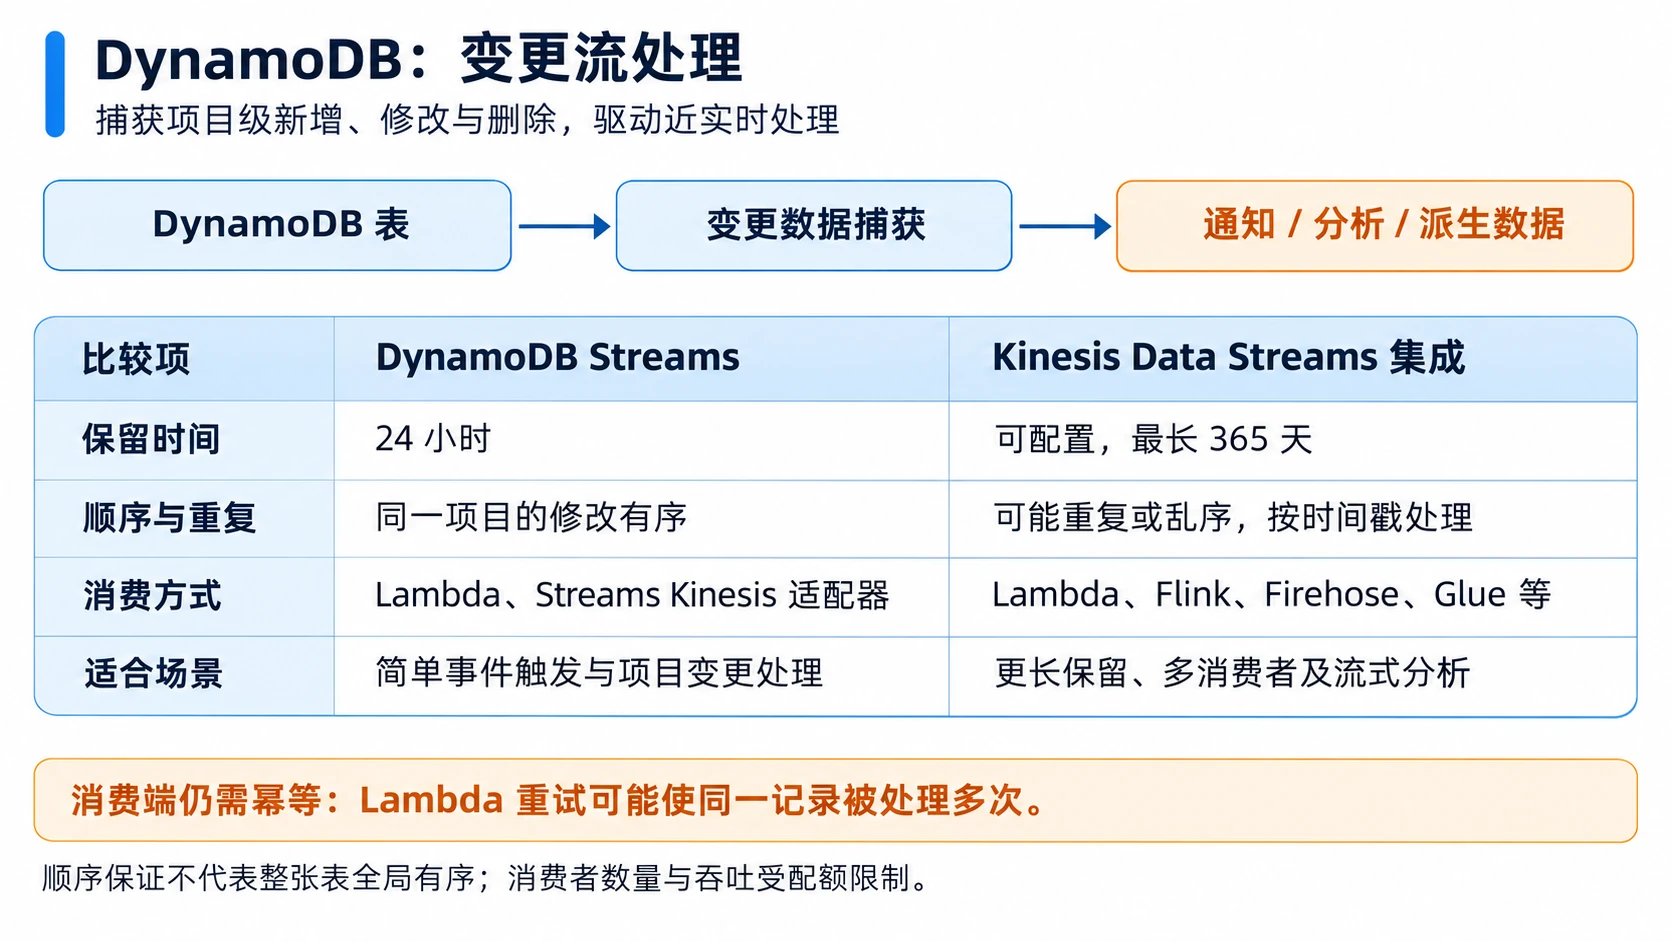 DynamoDB：变更流处理
捕获项目级新增、修改与删除，驱动近实时处理
DynamoDB 表
变更数据捕获
通知 / 分析 / 派生数据
比较项
DynamoDB Streams
Kinesis Data Streams 集成
保留时间
24 小时
可配置，最长 365 天
顺序与重复
同一项目的修改有序
可能重复或乱序，按时间戳处理
消费方式
Lambda、Streams Kinesis 适配器
Lambda、Flink、Firehose、Glue 等
适合场景
简单事件触发与项目变更处理
更长保留、多消费者及流式分析
消费端仍需幂等：Lambda 重试可能使同一记录被处理多次。
顺序保证不代表整张表全局有序；消费者数量与吞吐受配额限制。